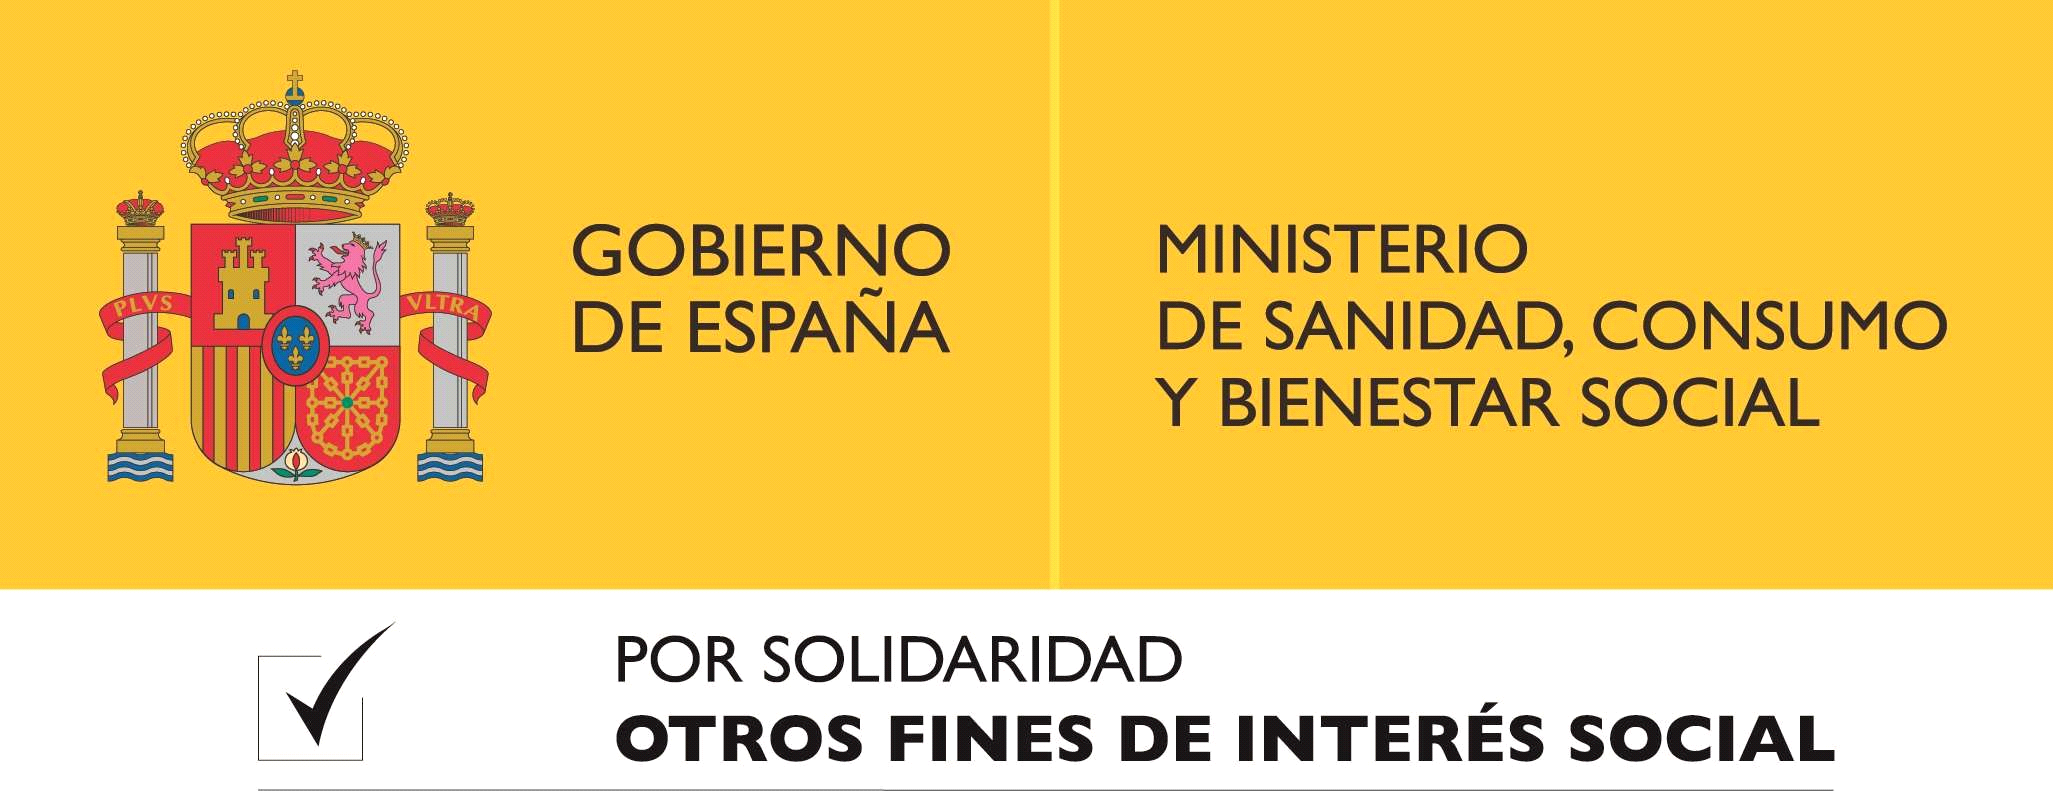 PLVS VLTRA
GOBIERNO
DE ESPAÑA
MINISTERIO
DE SANIDAD, CONSUMO
Y BIENESTAR SOCIAL
POR SOLIDARIDAD
OTROS FINES DE INTERÉS SOCIAL